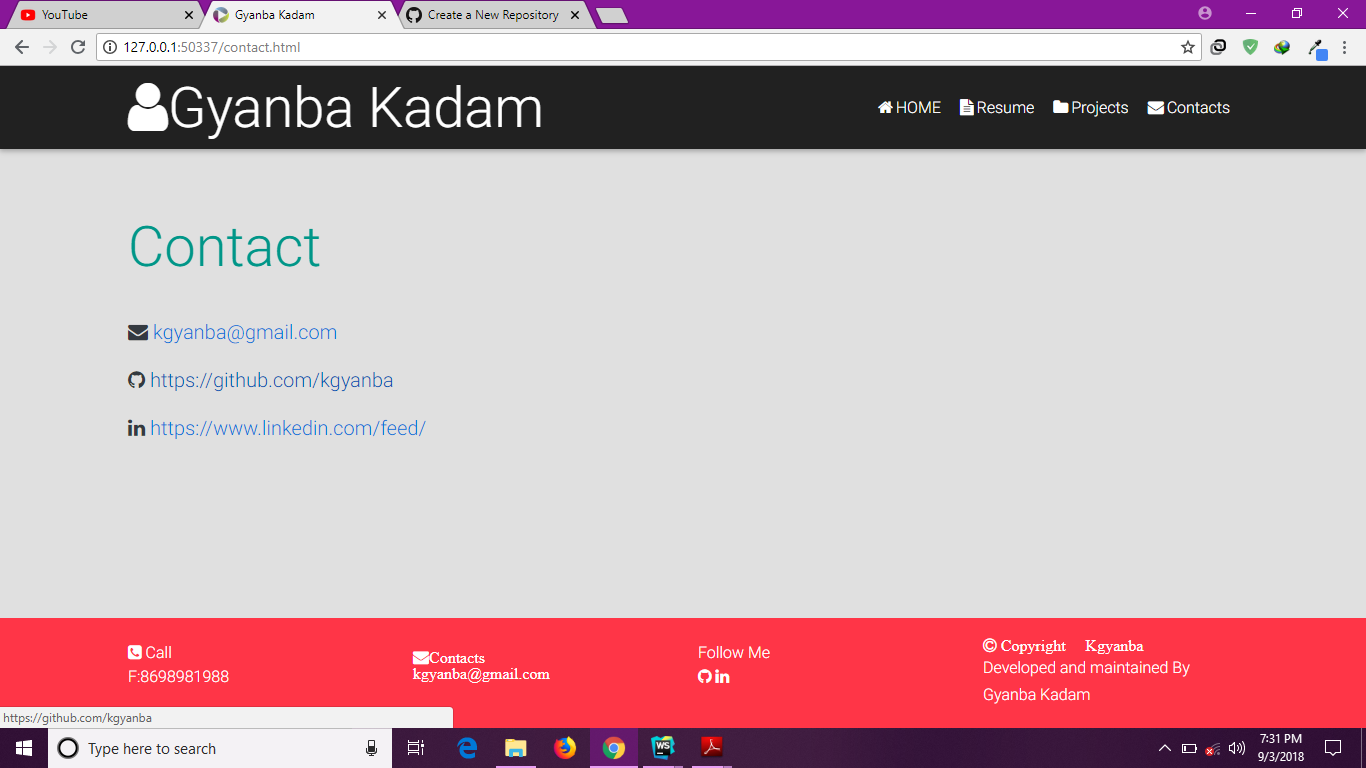 YouTube
Gyanba Kadam
Create a New Repository
127.0.0.1:50337/contact.html
Gyanba Kadam
HOME Resume Projects Contacts
Contact
kgyanba@gmail.com
https://github.com/kgyanba
https://www.linkedin.com/feed/
Call
F:8698981988
Contacts
kgyanba@gmail.com
Follow Me
in
© Copyright Kgyanba
Developed and maintained By
Gyanba Kadam
https://github.com/kgyanba
Type here to search
WS
7:31 PM
9/3/2018